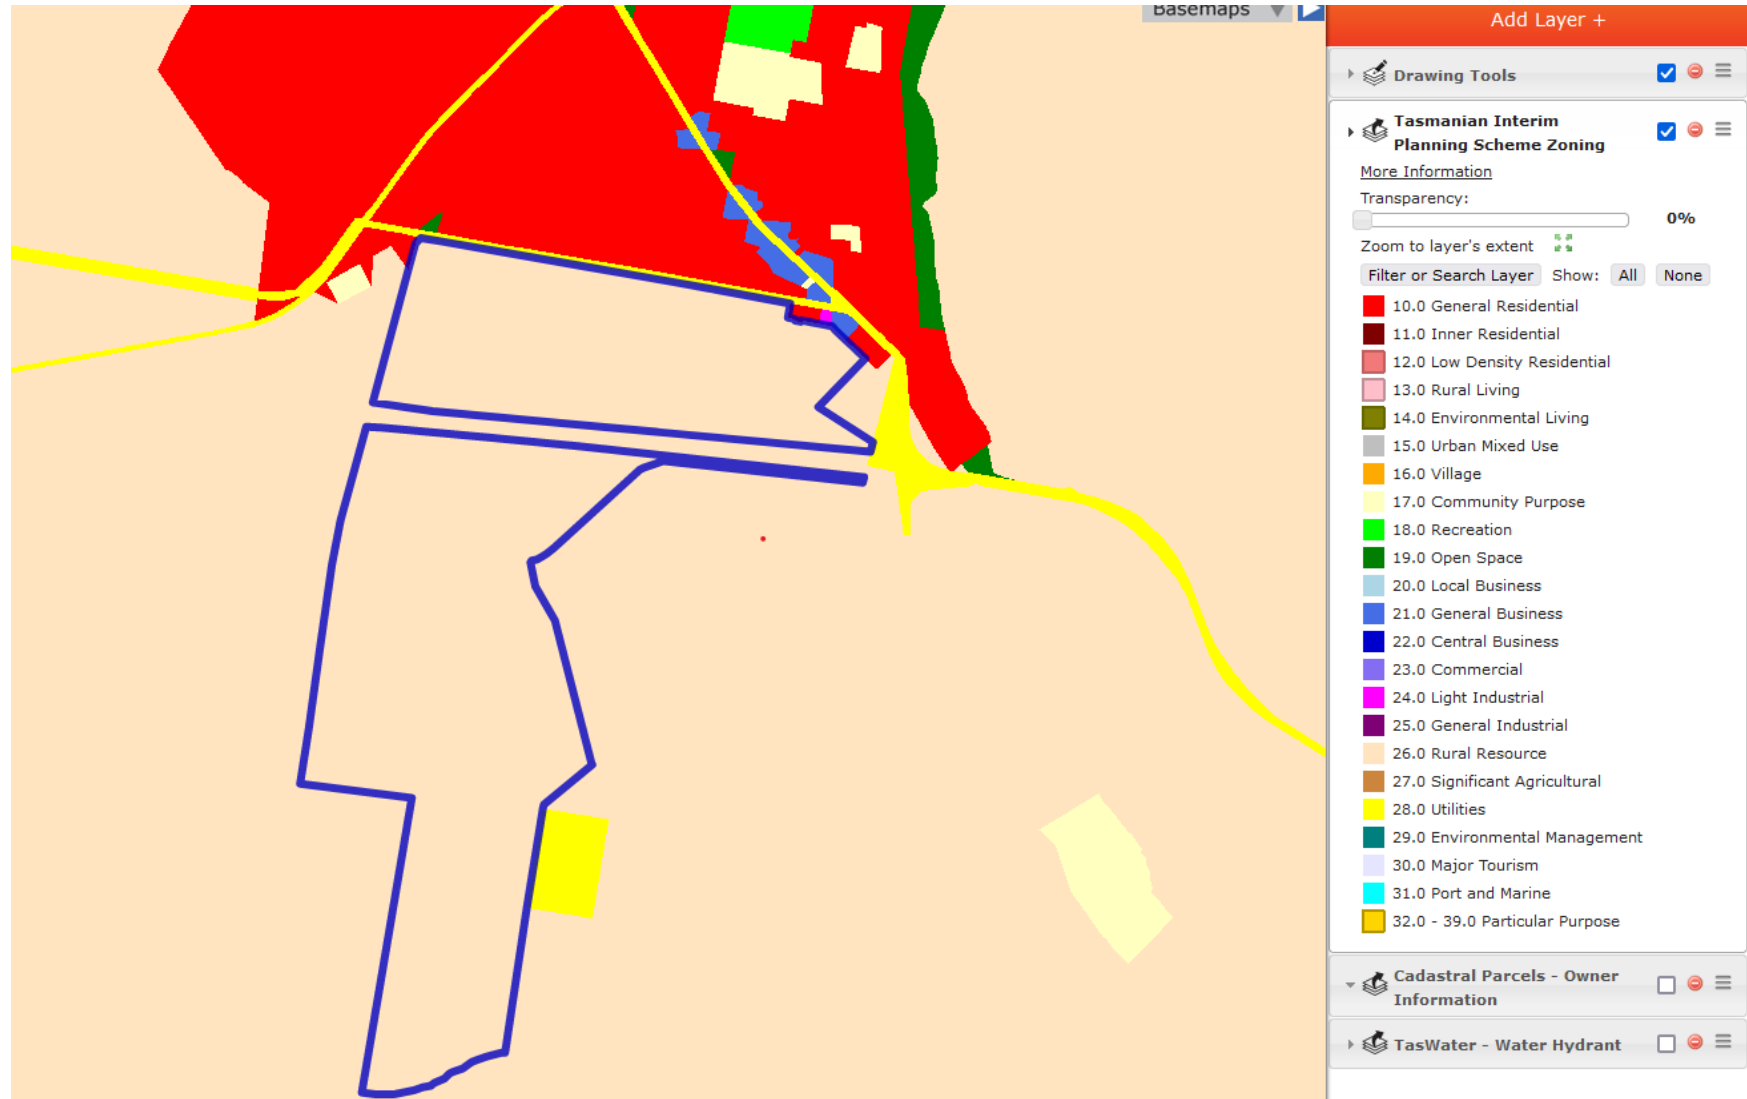 Basemaps
Add Layer +
Drawing Tools
Tasmanian Interim
Planning Scheme Zoning
More Information
Transparency:
0%
Zoom to layer's extent
Filter or Search Layer Show: All None
10.0 General Residential
11.0 Inner Residential
12.0 Low Density Residential
13.0 Rural Living
14.0 Environmental Living
15.0 Urban Mixed Use
16.0 Village
17.0 Community Purpose
18.0 Recreation
19.0 Open Space
20.0 Local Business
21.0 General Business
22.0 Central Business
23.0 Commercial
24.0 Light Industrial
25.0 General Industrial
26.0 Rural Resource
27.0 Significant Agricultural
28.0 Utilities
29.0 Environmental Management
30.0 Major Tourism
31.0 Port and Marine
32.0 - 39.0 Particular Purpose
Cadastral Parcels - Owner
Information
TasWater - Water Hydrant